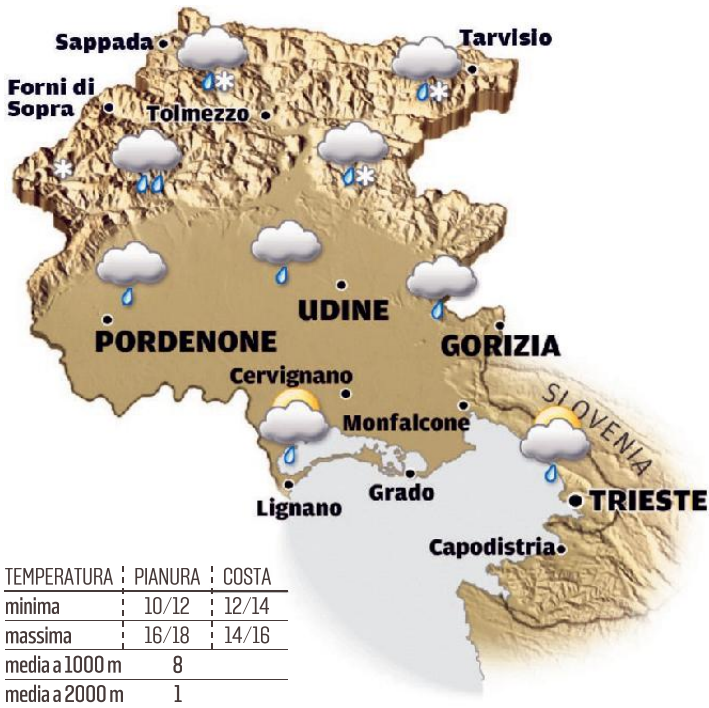 Sappada
Tarvisio
Forni di
Sopra
Tolmezzo
UDINE
PORDENONE
GORIZIA
Cervignano
SLOVENIA
Monfalcone
Grado
Lignano
TRIESTE
Capodistria
TEMPERATURA PIANURA COSTA
minima 10/12 12/14
massima 16/18 14/16
media a 1000 m 8
media a 2000 m 1